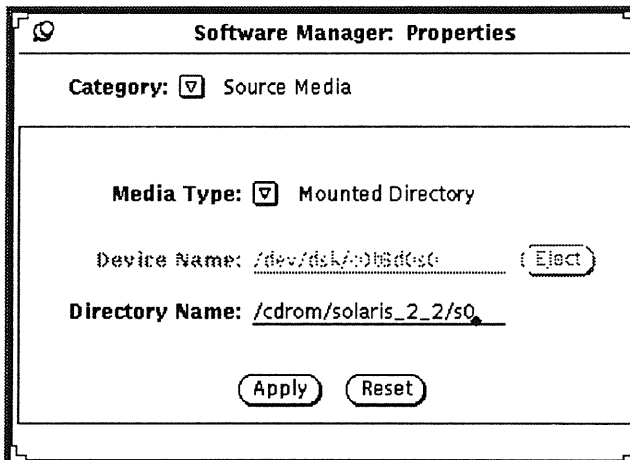 Software Manager: Properties
Category: Source Media
Media Type: Mounted Directory
Device Name: Eject
Directory Name: /cdrom/solaris_2_2/s0
Apply Reset